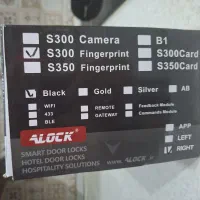 S300 Camera B1
S300 Fingerprint S300Card
S350 Fingerprint S350Card
Black Gold Silver AB
WIFI REMOTE Feedback Module
433 GATEWAY Commands Module
BLE
ALOCK
SMART DOOR LOCKS
HOTEL DOOR LOCKS
HOSPITALITY SOLUTIONS
APP
LEFT
RIGHT